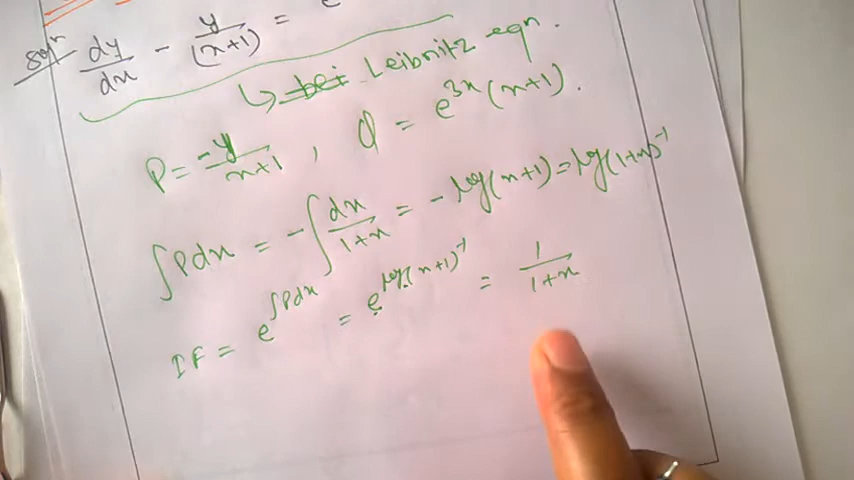 Solⁿ dy/dx - y/(x+1) = e
↳ Leibnitz eqn.
P = -y/(x+1) , Q = e^{3x}(x+1).
∫Pdx = -∫dx/(1+x) = -log(x+1) = log(1+x)^{-1}
IF = e^{∫Pdx} = e^{log(x+1)^{-1}} = 1/(1+x)